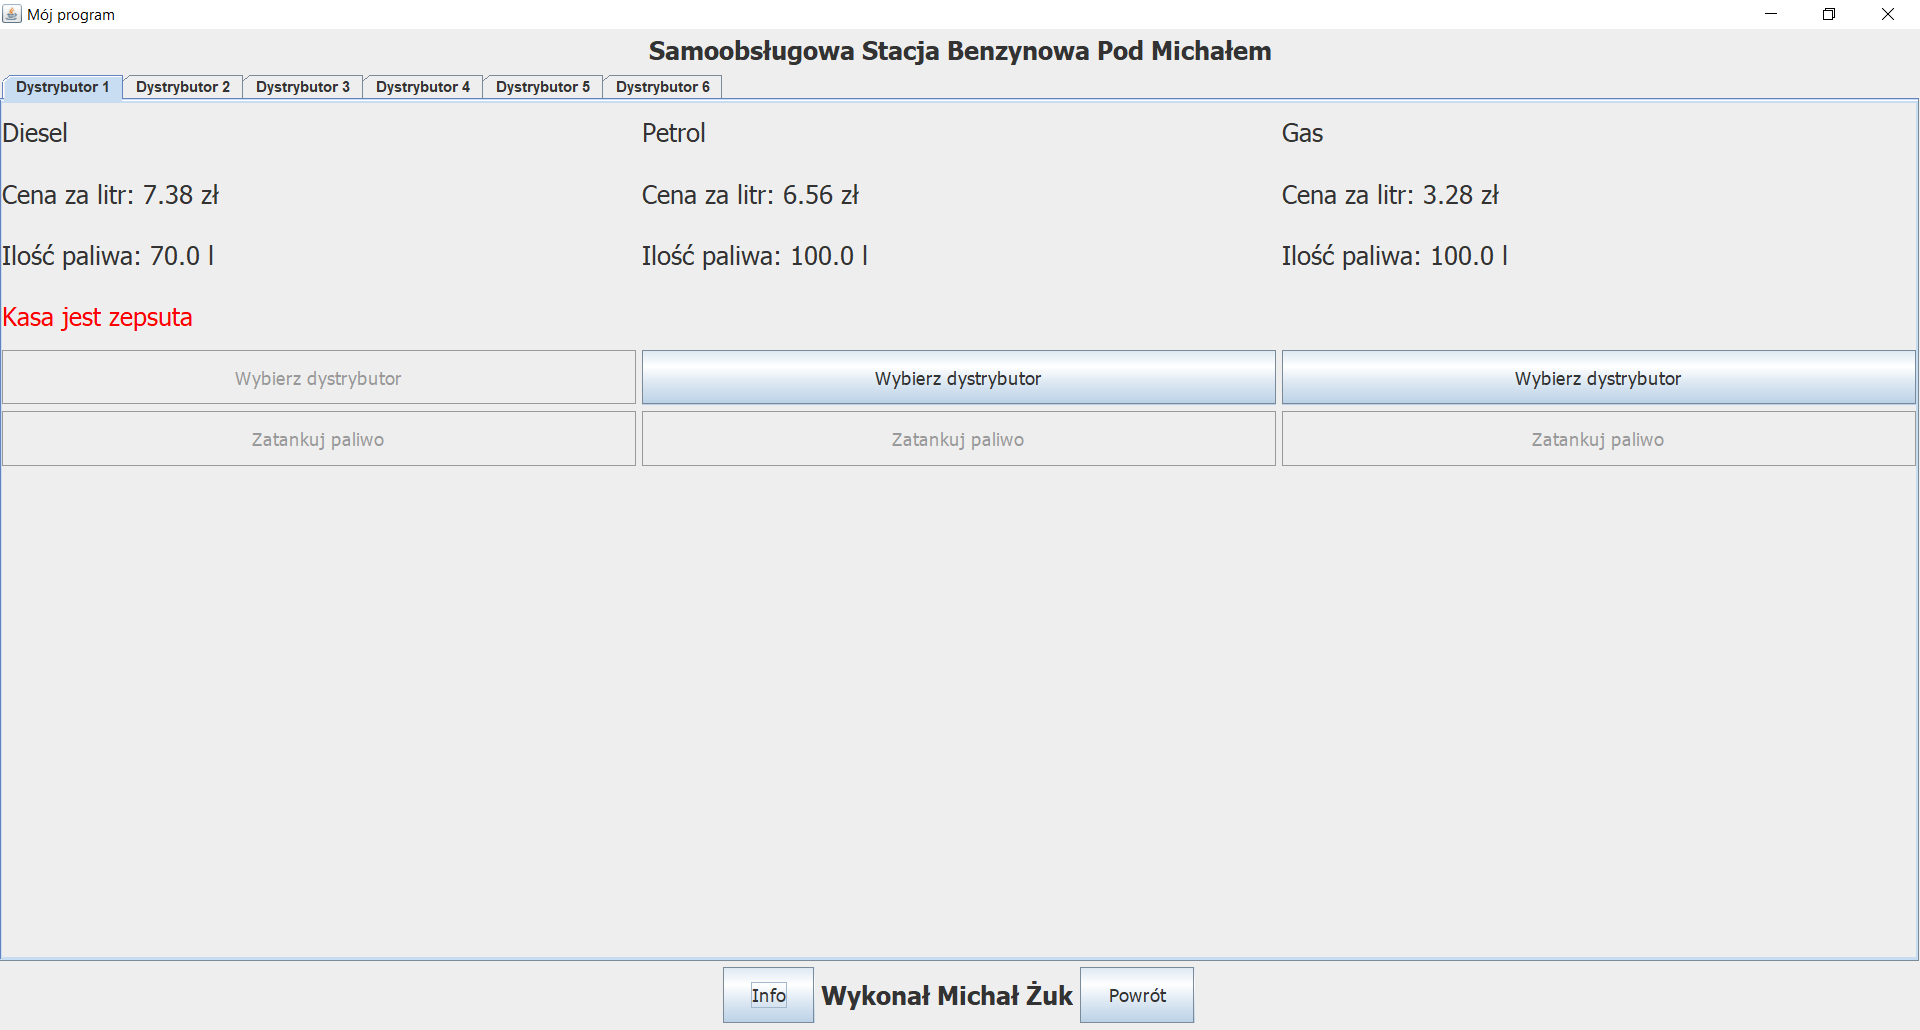 Mój program
Samoobsługowa Stacja Benzynowa Pod Michałem
Dystrybutor 1 Dystrybutor 2 Dystrybutor 3 Dystrybutor 4 Dystrybutor 5 Dystrybutor 6
Diesel Petrol Gas
Cena za litr: 7.38 zł Cena za litr: 6.56 zł Cena za litr: 3.28 zł
Ilość paliwa: 70.0 l Ilość paliwa: 100.0 l Ilość paliwa: 100.0 l
Kasa jest zepsuta
Wybierz dystrybutor Wybierz dystrybutor Wybierz dystrybutor
Zatankuj paliwo Zatankuj paliwo Zatankuj paliwo
Info Wykonał Michał Żuk Powrót